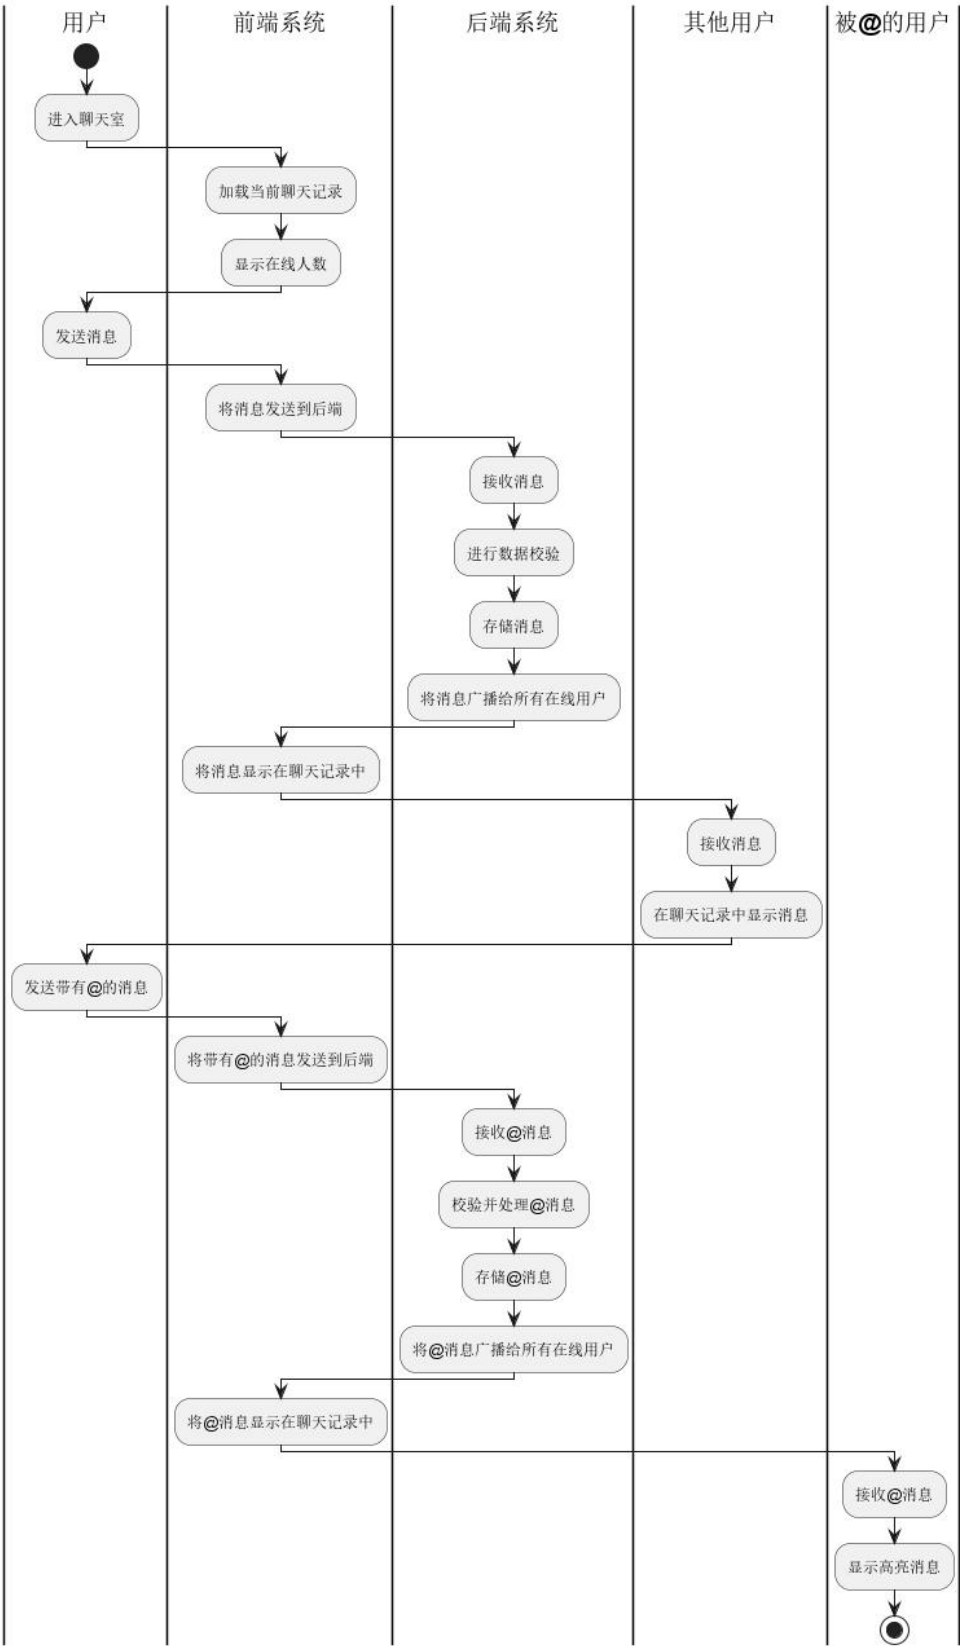 用户
前端系统
后端系统
其他用户
被@的用户
进入聊天室
加载当前聊天记录
显示在线人数
发送消息
将消息发送到后端
接收消息
进行数据校验
存储消息
将消息广播给所有在线用户
将消息显示在聊天记录中
接收消息
在聊天记录中显示消息
发送带有@的消息
将带有@的消息发送到后端
接收@消息
校验并处理@消息
存储@消息
将@消息广播给所有在线用户
将@消息显示在聊天记录中
接收@消息
显示高亮消息